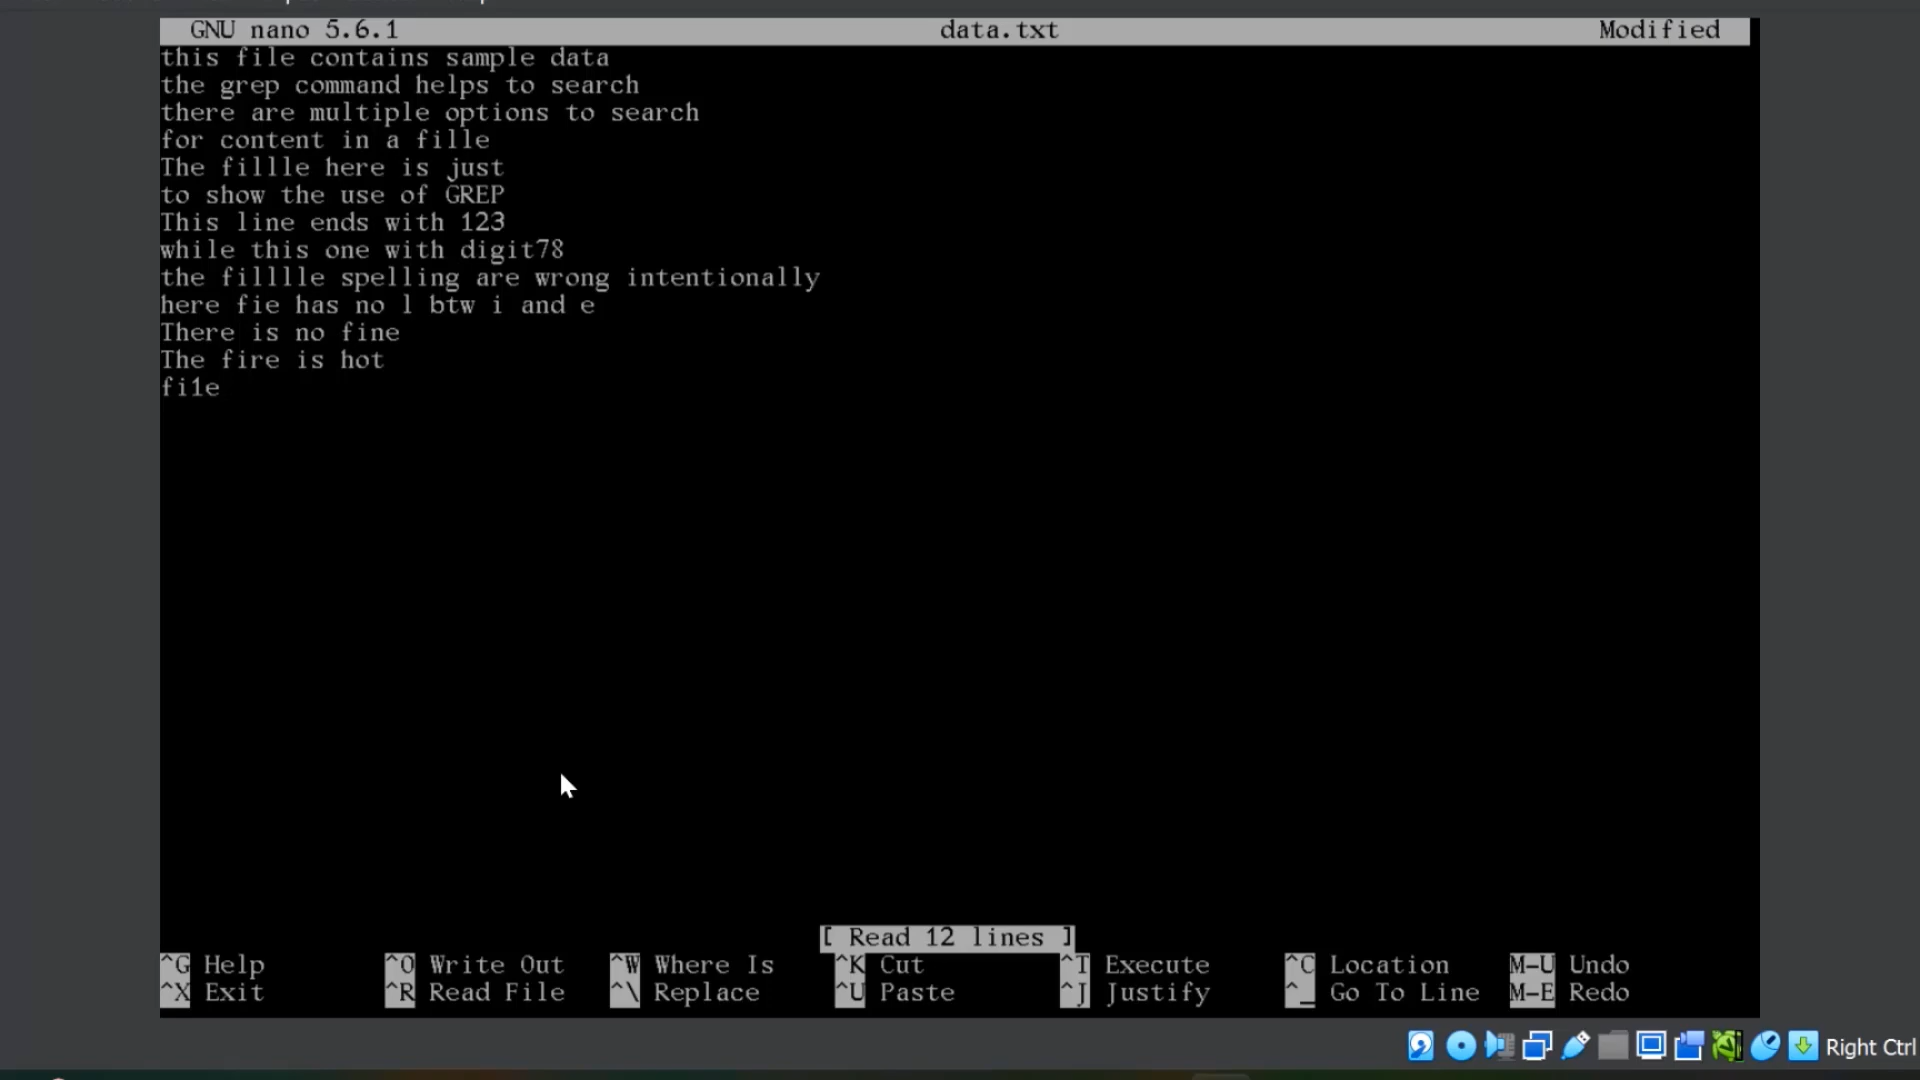 GNU nano 5.6.1 data.txt Modified
this file contains sample data
the grep command helps to search
there are multiple options to search
for content in a fille
The fillle here is just
to show the use of GREP
This line ends with 123
while this one with digit78
the filllle spelling are wrong intentionally
here fie has no l btw i and e
There is no fine
The fire is hot
fi1e
[ Read 12 lines ]
^G Help ^O Write Out ^W Where Is ^K Cut ^T Execute ^C Location M-U Undo
^X Exit ^R Read File ^\ Replace ^U Paste ^J Justify ^_ Go To Line M-E Redo
Right Ctrl